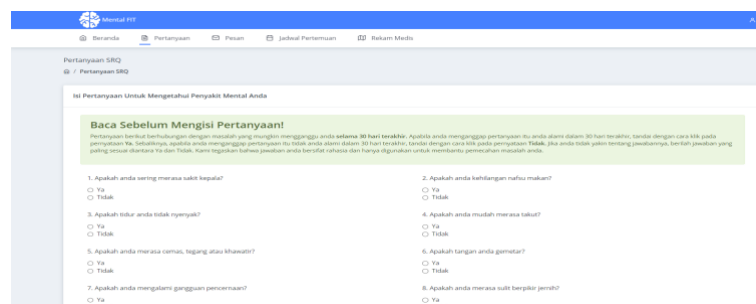 Mental FIT
A
Beranda Pertanyaan Pesan Jadwal Pertemuan Rekam Medis
Pertanyaan SRQ
/ Pertanyaan SRQ
Isi Pertanyaan Untuk Mengetahui Penyakit Mental Anda
Baca Sebelum Mengisi Pertanyaan!
Pertanyaan berikut berhubungan dengan masalah yang mungkin mengganggu anda selama 30 hari terakhir. Apabila anda menganggap pertanyaan itu anda alami dalam 30 hari terakhir, tandai dengan cara klik pada
pernyataan Ya. Sebaliknya, apabila anda menganggap pertanyaan itu tidak anda alami dalam 30 hari terakhir, tandai dengan cara klik pada pernyataan Tidak. Jika anda tidak yakin tentang jawabannya, berilah jawaban yang
paling sesuai diantara Ya dan Tidak. Kami tegaskan bahwa jawaban anda bersifat rahasia dan hanya digunakan untuk membantu pemecahan masalah anda.
1. Apakah anda sering merasa sakit kepala?
Ya
Tidak
2. Apakah anda kehilangan nafsu makan?
Ya
Tidak
3. Apakah tidur anda tidak nyenyak?
Ya
Tidak
4. Apakah anda mudah merasa takut?
Ya
Tidak
5. Apakah anda merasa cemas, tegang atau khawatir?
Ya
Tidak
6. Apakah tangan anda gemetar?
Ya
Tidak
7. Apakah anda mengalami gangguan pencernaan?
Ya
8. Apakah anda merasa sulit berpikir jernih?
Ya